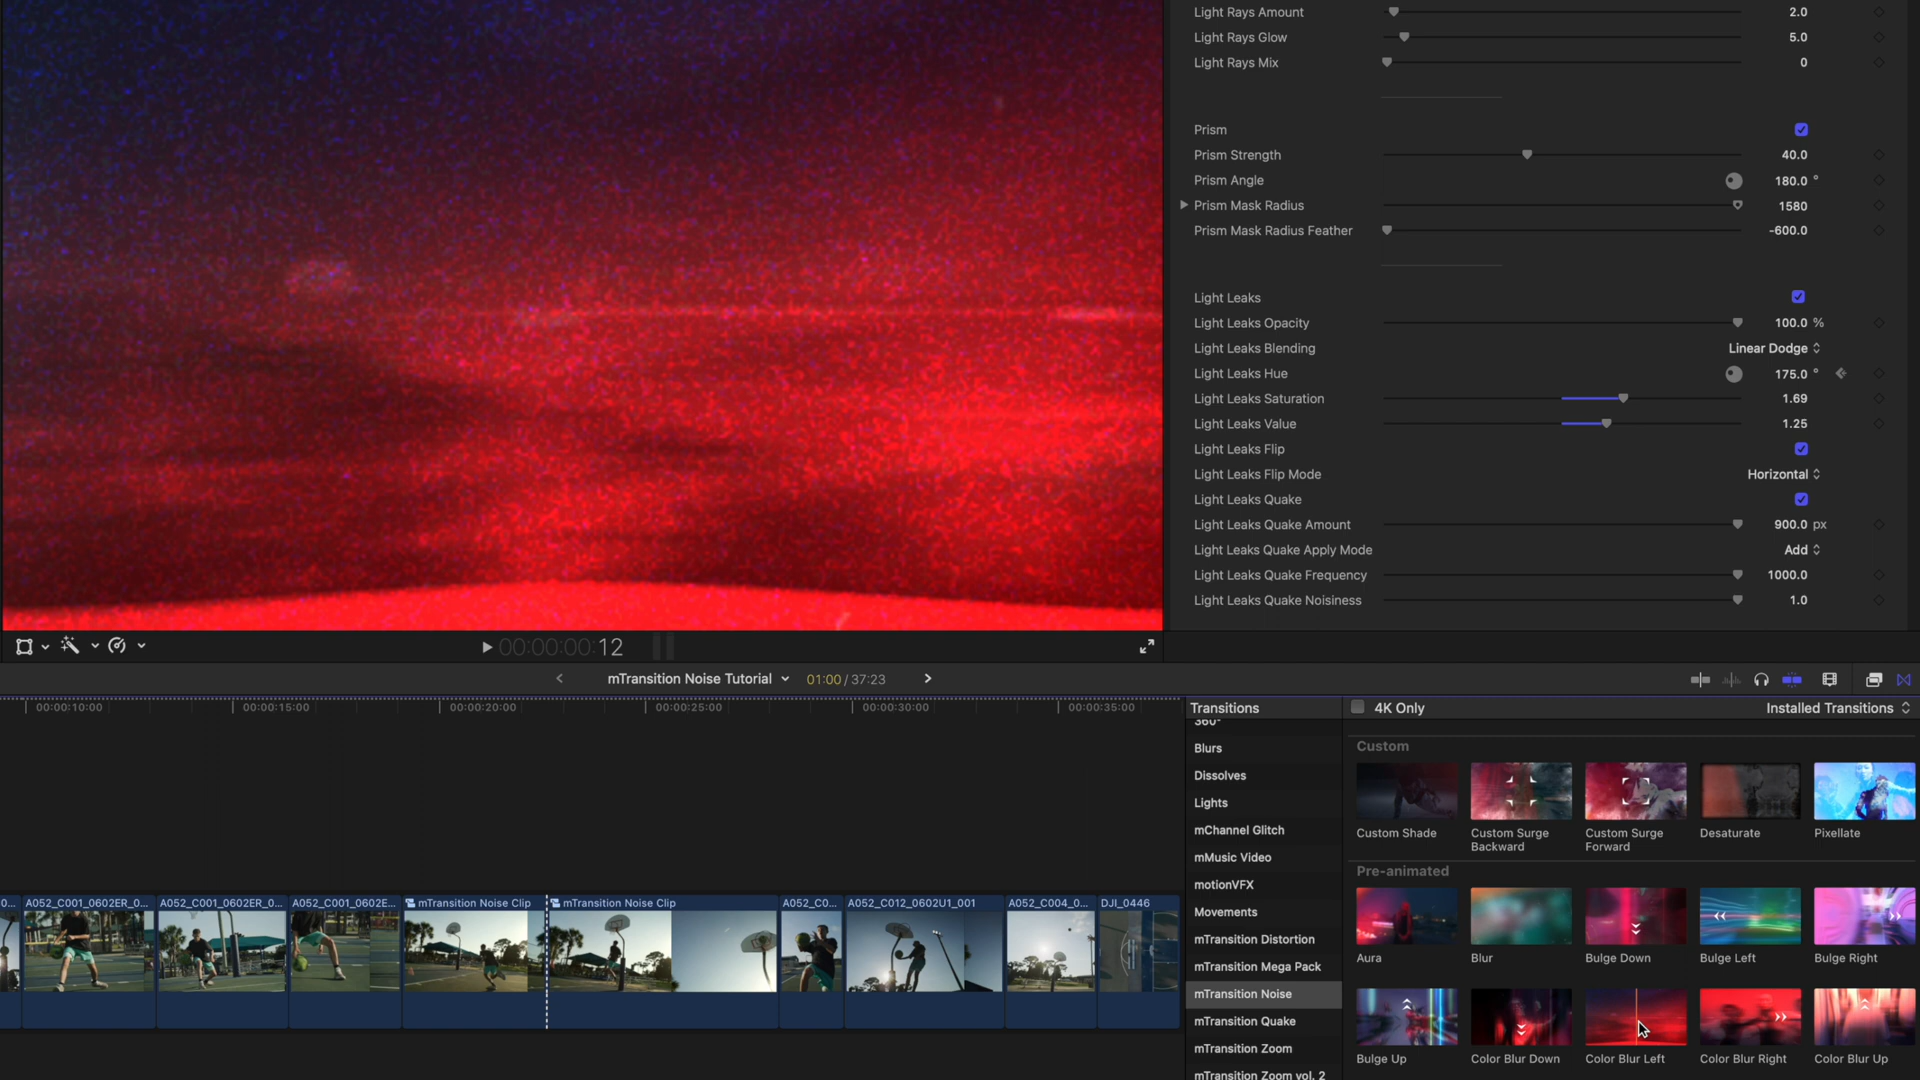 Light Rays Amount 2.0
Light Rays Glow 5.0
Light Rays Mix 0
Prism
Prism Strength 40.0
Prism Angle 180.0 °
Prism Mask Radius 1580
Prism Mask Radius Feather -600.0
Light Leaks
Light Leaks Opacity 100.0 %
Light Leaks Blending Linear Dodge
Light Leaks Hue 175.0 °
Light Leaks Saturation 1.69
Light Leaks Value 1.25
Light Leaks Flip
Light Leaks Flip Mode Horizontal
Light Leaks Quake
Light Leaks Quake Amount 900.0 px
Light Leaks Quake Apply Mode Add
Light Leaks Quake Frequency 1000.0
Light Leaks Quake Noisiness 1.0
00:00:00:12
mTransition Noise Tutorial 01:00 / 37:23
00:00:10:00 00:00:15:00 00:00:20:00 00:00:25:00 00:00:30:00 00:00:35:00
Transitions
4K Only Installed Transitions
360°
Blurs
Dissolves
Lights
mChannel Glitch
mMusic Video
motionVFX
Movements
mTransition Distortion
mTransition Mega Pack
mTransition Noise
mTransition Quake
mTransition Zoom
mTransition Zoom vol. 2
Custom
Custom Shade
Custom Surge Backward
Custom Surge Forward
Desaturate
Pixellate
Pre-animated
Aura
Blur
Bulge Down
Bulge Left
Bulge Right
Bulge Up
Color Blur Down
Color Blur Left
Color Blur Right
Color Blur Up
0... A052_C001_0602ER_0... A052_C001_0602ER_0... A052_C001_0602E... mTransition Noise Clip mTransition Noise Clip A052_C0... A052_C012_0602U1_001 A052_C004_0... DJI_0446